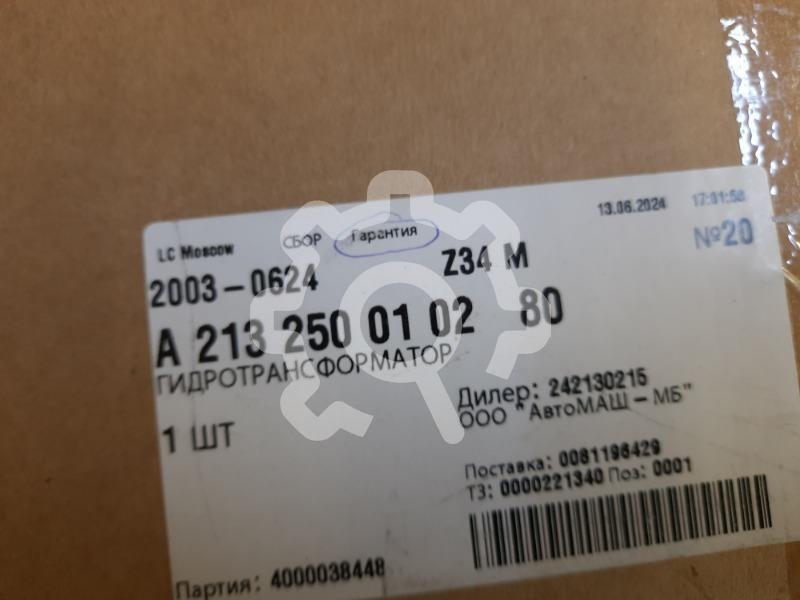 LC Moscow СБОР Гарантия 13.06.2024 17:01:56
2003-0624 Z34 M №20
A 213 250 01 02 80
ГИДРОТРАНСФОРМАТОР
1 ШТ
Дилер: 242130215
ООО "АвтоМАШ-МБ"
Поставка: 0081196429
ТЗ: 0000221340 Поз: 0001
Партия: 4000038448